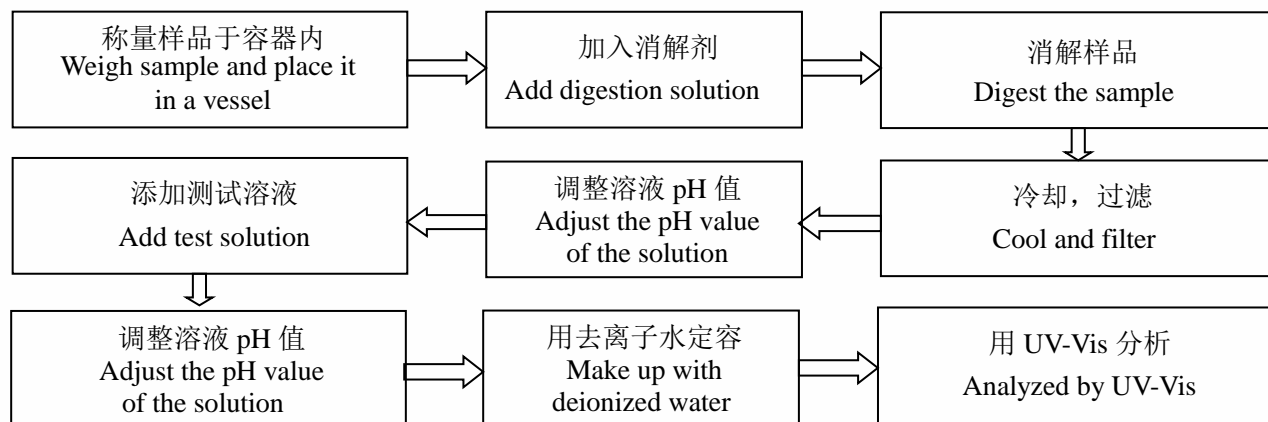 称量样品于容器内
Weigh sample and place it
in a vessel
加入消解剂
Add digestion solution
消解样品
Digest the sample
冷却，过滤
Cool and filter
调整溶液 pH 值
Adjust the pH value
of the solution
添加测试溶液
Add test solution
调整溶液 pH 值
Adjust the pH value
of the solution
用去离子水定容
Make up with
deionized water
用 UV-Vis 分析
Analyzed by UV-Vis